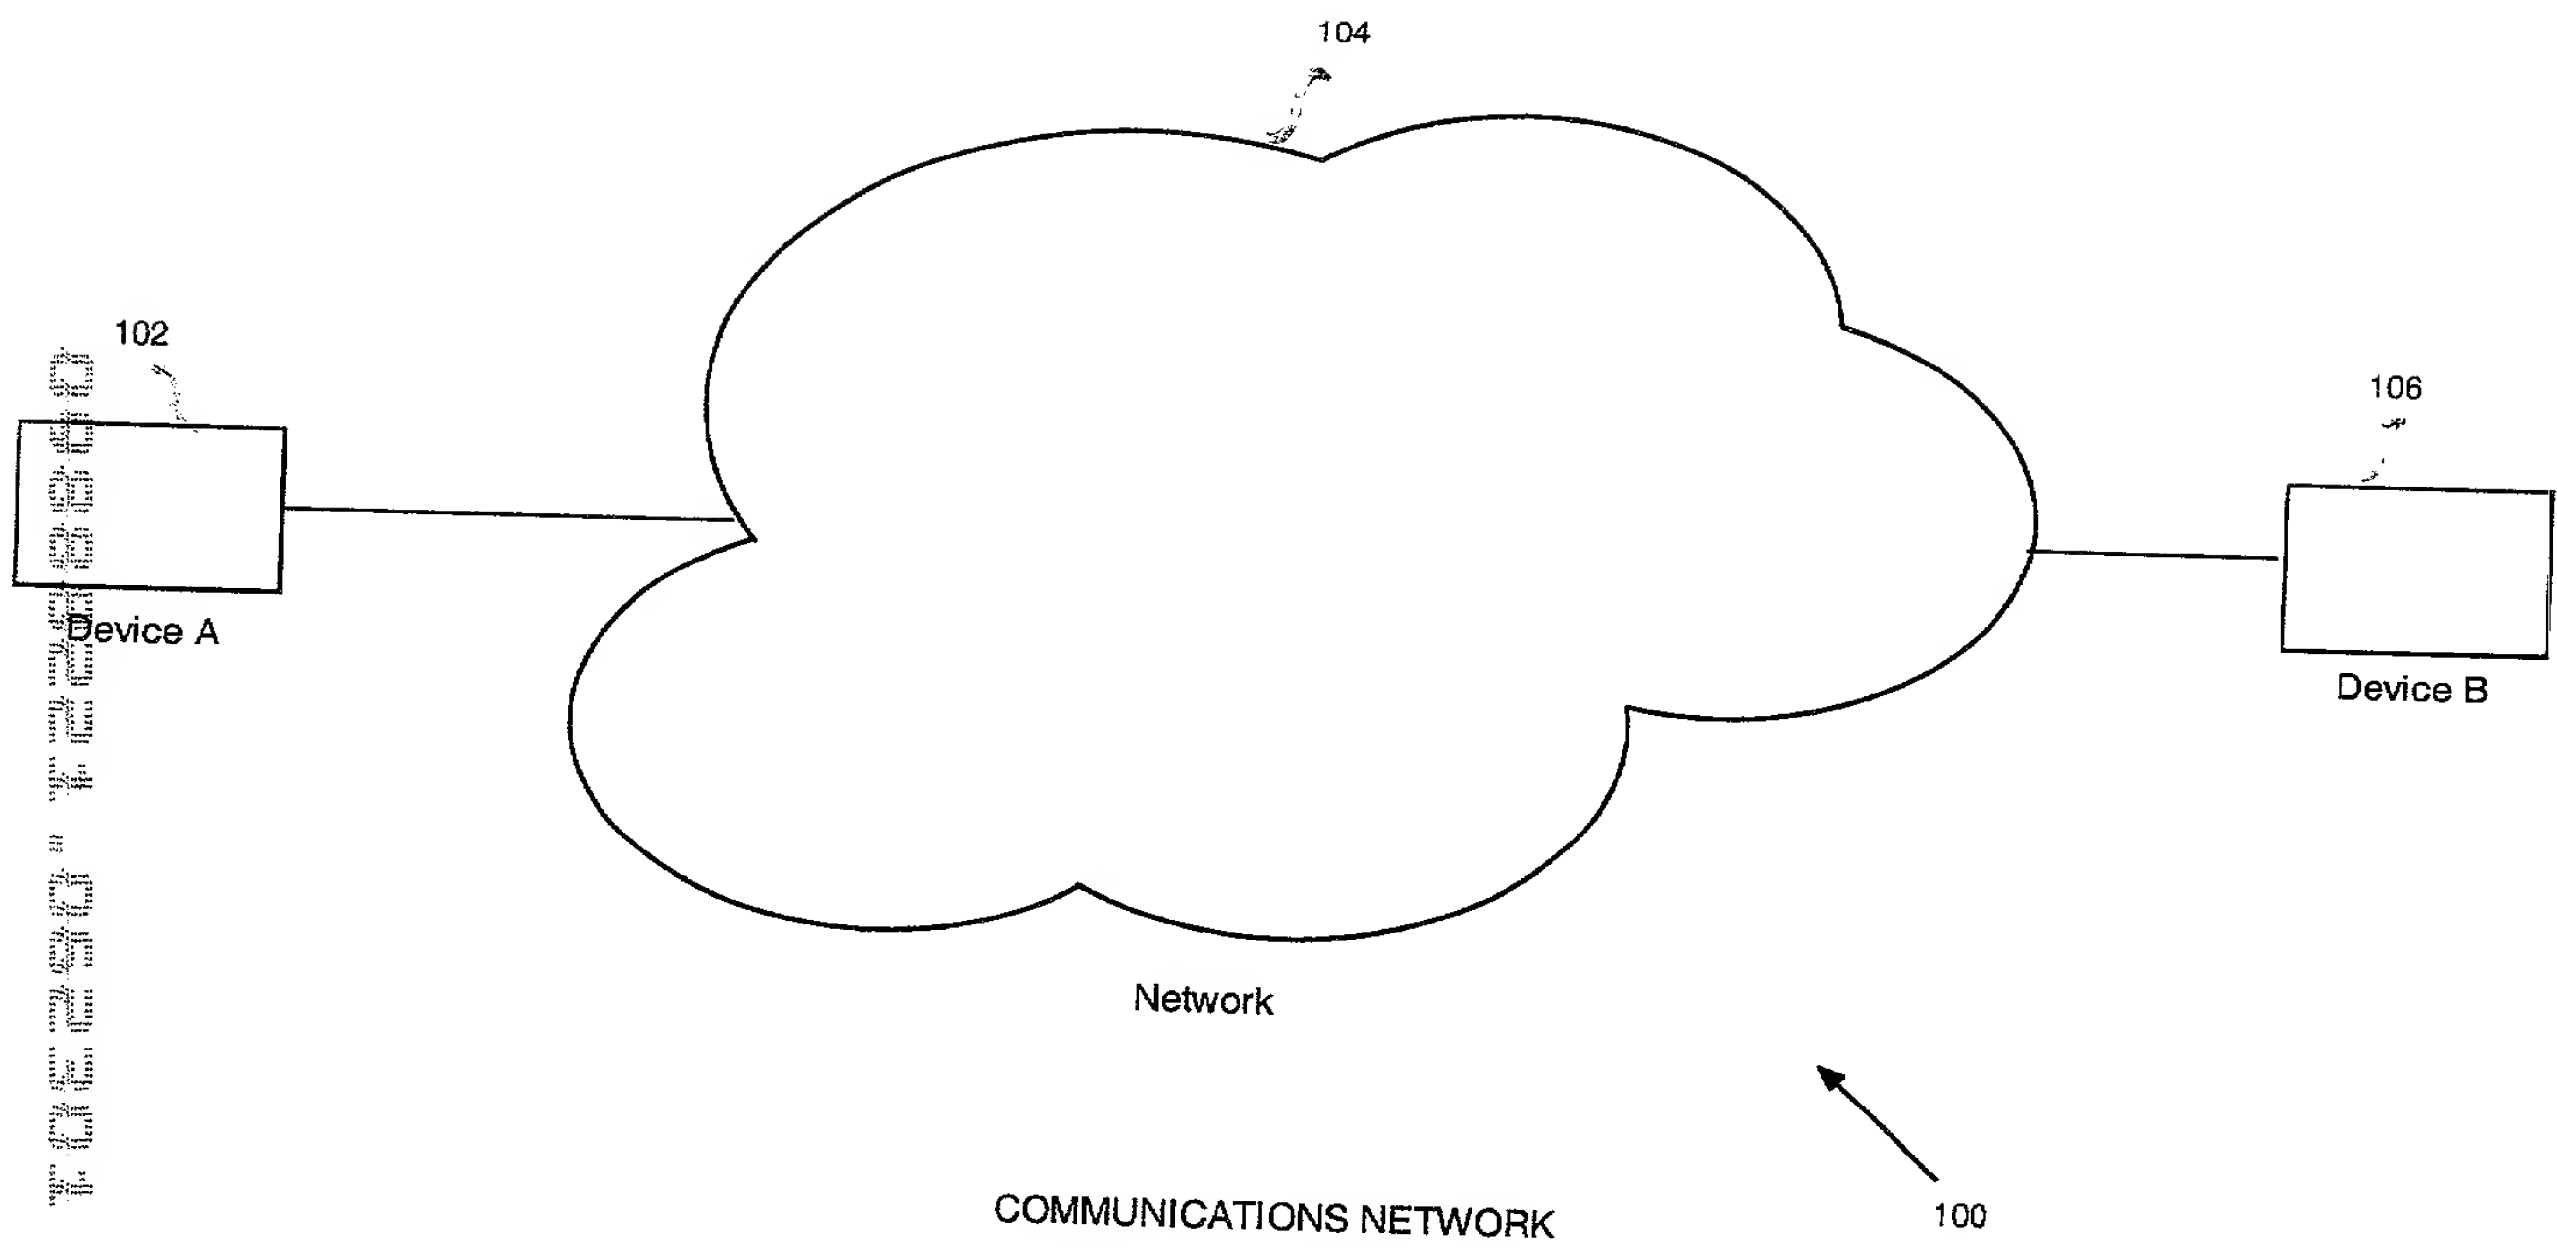 104
102
106
Device A
Device B
Network
100
COMMUNICATIONS NETWORK